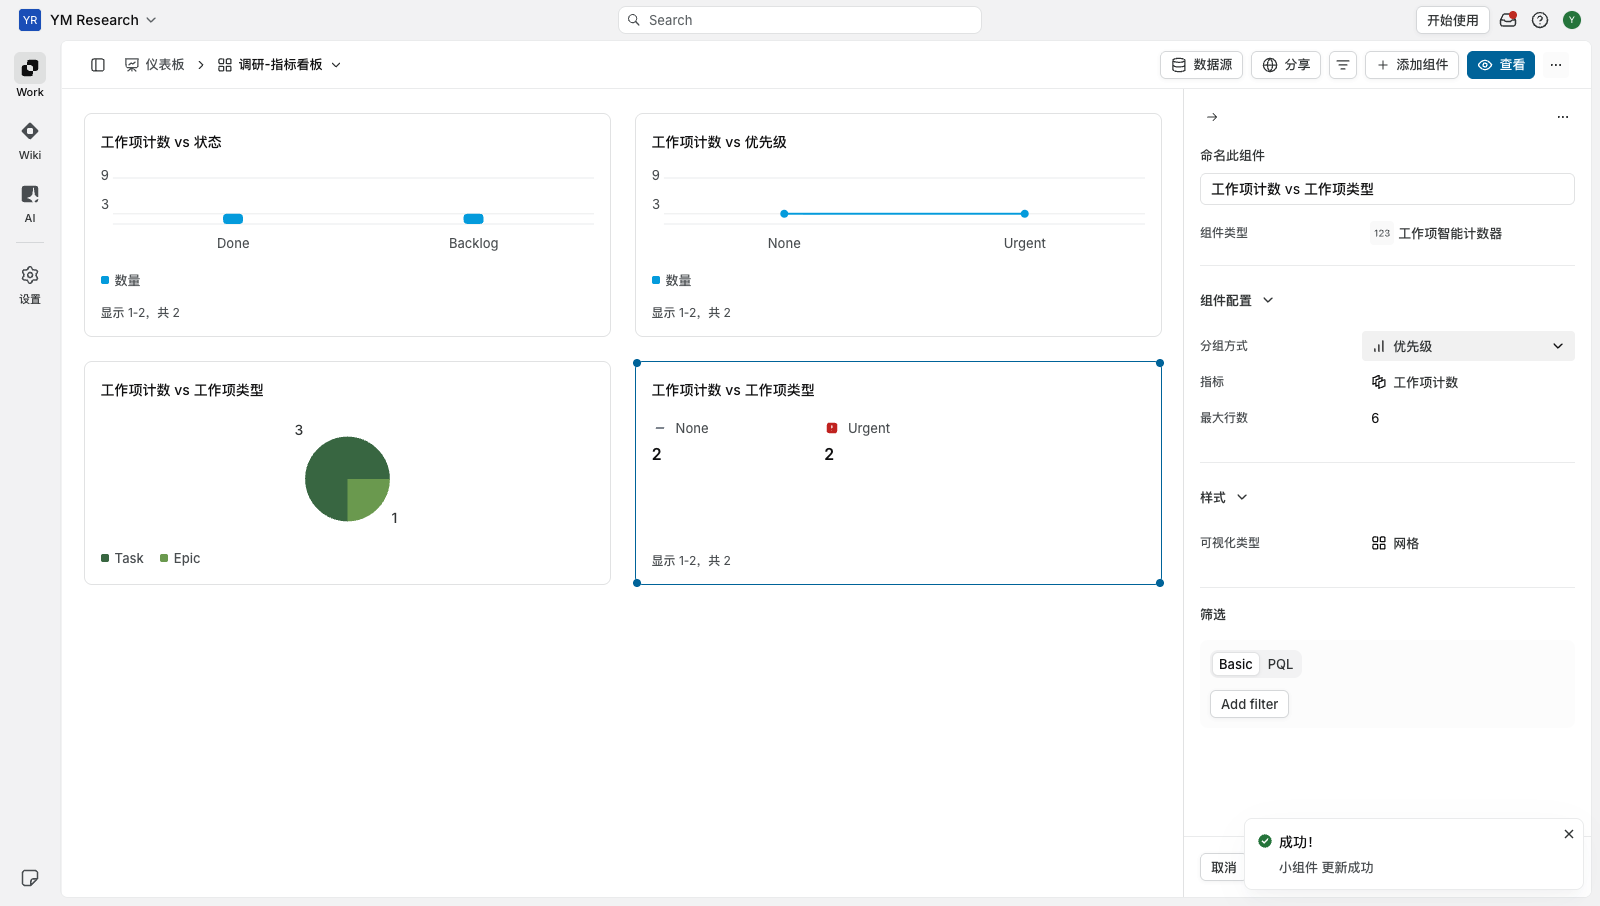 YR YM Research
Search
开始使用
Y
Work
Wiki
AI
设置
仪表板
调研-指标看板
数据源
分享
添加组件
查看
工作项计数 vs 状态
9
3
Done
Backlog
数量
显示 1-2，共 2
工作项计数 vs 优先级
9
3
None
Urgent
数量
显示 1-2，共 2
工作项计数 vs 工作项类型
3
1
Task
Epic
工作项计数 vs 工作项类型
None
Urgent
2
2
显示 1-2，共 2
命名此组件
工作项计数 vs 工作项类型
组件类型
123 工作项智能计数器
组件配置
分组方式
优先级
指标
工作项计数
最大行数
6
样式
可视化类型
网格
筛选
Basic
PQL
Add filter
取消
成功！
小组件 更新成功